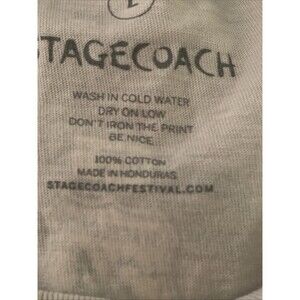 L
STAGECOACH
WASH IN COLD WATER
DRY ON LOW
DON'T IRON THE PRINT
BE NICE
100% COTTON
MADE IN HONDURAS
STAGECOACHFESTIVAL.COM